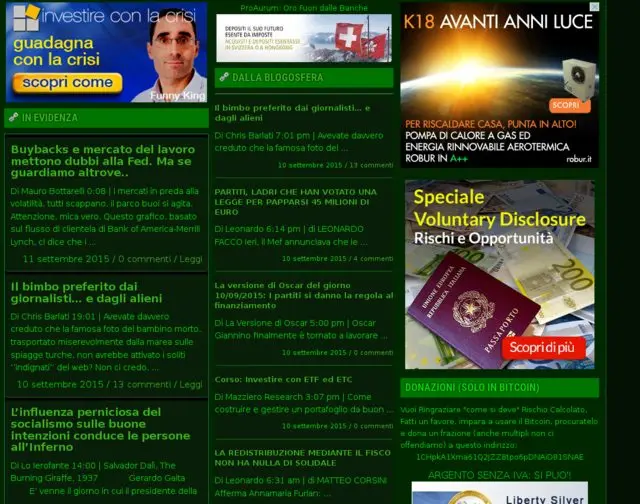 investire con la crisi
guadagna
con la crisi
scopri come
Funny King
IN EVIDENZA
Buybacks e mercato del lavoro
mettono dubbi alla Fed. Ma se
guardiamo altrove..
Di Mauro Bottarelli 0:08 | I mercati in preda alla
volatilità, tutti scappano, il parco buoi si agita.
Attenzione, mica vero. Questo grafico, basato
sul flusso di clientela di Bank of America-Merrill
Lynch, ci dice che i ...
11 settembre 2015 / 0 commenti / Leggi
Il bimbo preferito dai
giornalisti... e dagli alieni
Di Chris Barlati 19:01 | Avevate davvero
creduto che la famosa foto del bambino morto,
trasportato miserevolmente dalla marea sulle
spiagge turche, non avrebbe attivato i soliti
"indignati" del web? Non ci credo, ...
10 settembre 2015 / 13 commenti / Leggi
L'influenza perniciosa del
socialismo sulle buone
intenzioni conduce le persone
all'Inferno
Di Lo Ierofante 14:00 | Salvador Dalì, The
Burning Giraffe, 1937 Gerardo Gaita
E' venne il giorno in cui il presidente della
ProAurum: Oro Fuori dalle Banche
DEPOSITI IL SUO FUTURO
ESENTE DA IMPOSTE
IN SVIZZERA O A HONGKONG
DALLA BLOGOSFERA
Il bimbo preferito dai giornalisti... e
dagli alieni
Di Chris Barlati 7:01 pm | Avevate davvero
creduto che la famosa foto del ...
10 settembre 2015 / 13 commenti
PARTITI, LADRI CHE HAN VOTATO UNA
LEGGE PER PAPPARSI 45 MILIONI DI
EURO
Di Leonardo 6:14 pm | di LEONARDO
FACCO Ieri, il Mef annunciava che le ...
10 settembre 2015 / 4 commenti
La versione di Oscar del giorno
10/09/2015: I partiti si danno la regola al
finanziamento
Di La Versione di Oscar 5:00 pm | Oscar
Giannino finalmente è tornato a lavorare ...
10 settembre 2015 / 0 commenti
Corso: Investire con ETF ed ETC
Di Mazziero Research 3:07 pm | Come
costruire e gestire un portafoglio da buon ...
10 settembre 2015 / 0 commenti
LA REDISTRIBUZIONE MEDIANTE IL FISCO
NON HA NULLA DI SOLIDALE
Di Leonardo 6:31 am | di MATTEO CORSINI
Afferma Annamaria Furlan: ...
K18 AVANTI ANNI LUCE
SCOPRI
PER RISCALDARE CASA, PUNTA IN ALTO!
POMPA DI CALORE A GAS ED
ENERGIA RINNOVABILE AEROTERMICA
ROBUR IN A++
robur.it
Speciale
Voluntary Disclosure
Rischi e Opportunità
UNIONE EUROPEA
REPUBBLICA ITALIANA
PASSAPORTO
Scopri di più
DONAZIONI (SOLO IN BITCOIN)
Vuoi Ringraziare "come si deve" Rischio Calcolato,
Fatti un favore, impara a usare il Bitcoin, procuratelo
e dona un frazione (anche multipli non ci
offendiamo) a questo indirizzo:
ARGENTO SENZA IVA: SI PUO'!
Liberty Silver